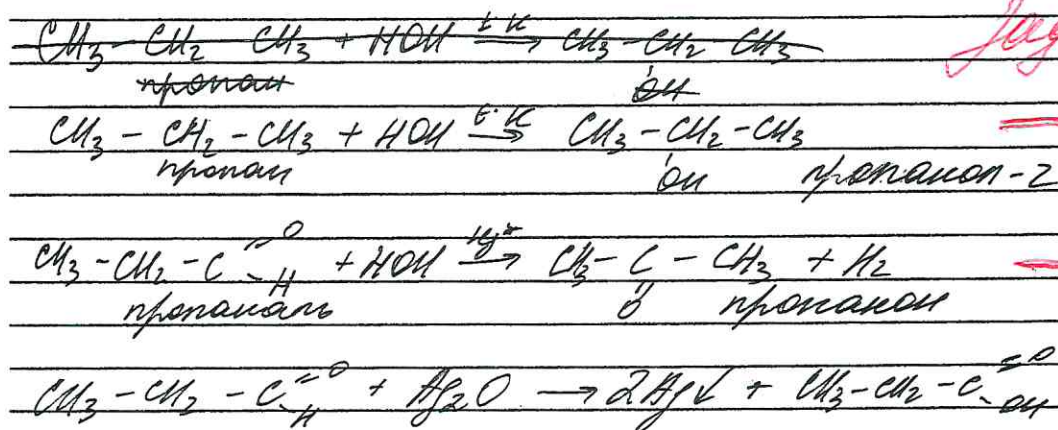 CH₃ – CH₂ – CH₃ + HOH →(t. K) CH₃ – CH₂ – CH₃
пропан OH
CH₃ – CH₂ – CH₃ + HOH →(t. K) CH₃ – CH₂ – CH₃
пропан OH пропанол-2
CH₃ – CH₂ – C(=O)–H + HOH → CH₃ – C – CH₃ + H₂
пропаналь O пропанон
CH₃ – CH₂ – C(=O)–H + Ag₂O → 2Ag↓ + CH₃ – CH₂ – C(=O)–OH